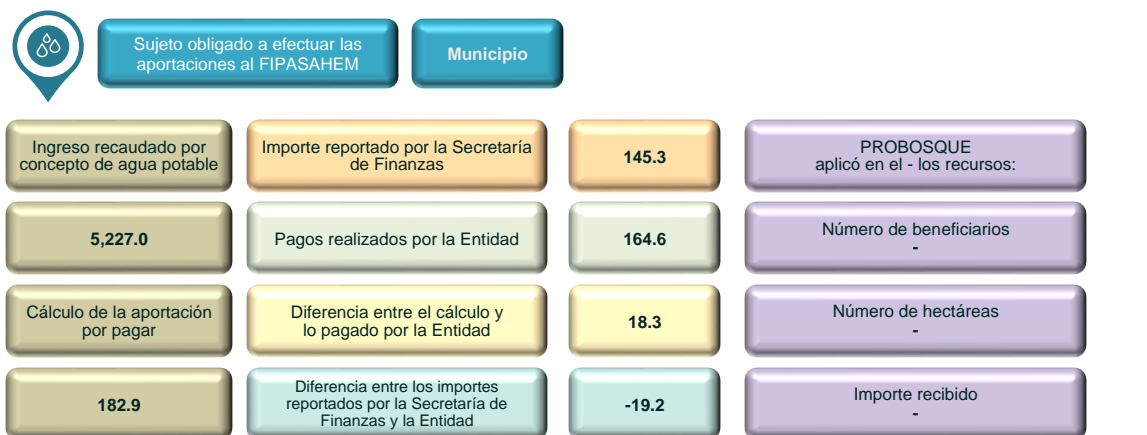 Sujeto obligado a efectuar las
aportaciones al FIPASAHEM
Municipio
Ingreso recaudado por
concepto de agua potable
Importe reportado por la Secretaría
de Finanzas
145.3
PROBOSQUE
aplicó en el - los recursos:
5,227.0
Pagos realizados por la Entidad
164.6
Número de beneficiarios
-
Cálculo de la aportación
por pagar
Diferencia entre el cálculo y
lo pagado por la Entidad
18.3
Número de hectáreas
-
182.9
Diferencia entre los importes
reportados por la Secretaría de
Finanzas y la Entidad
-19.2
Importe recibido
-